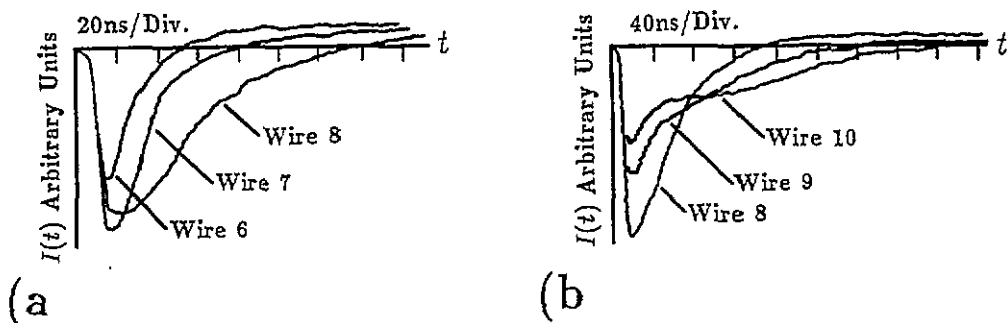 20ns/Div.
I(t) Arbitrary Units
t
Wire 8
Wire 7
Wire 6
(a
40ns/Div.
I(t) Arbitrary Units
t
Wire 10
Wire 9
Wire 8
(b